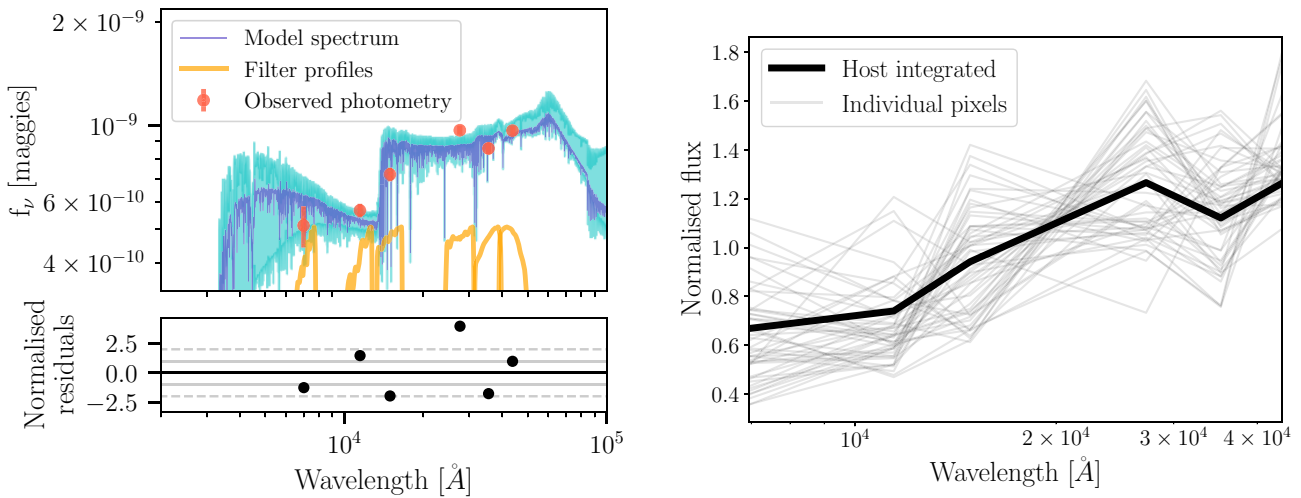 2 × 10⁻⁹
10⁻⁹
6 × 10⁻¹⁰
4 × 10⁻¹⁰
f_ν [maggies]
Model spectrum
Filter profiles
Observed photometry
2.5
0.0
−2.5
Normalised
residuals
10⁴
10⁵
Wavelength [Å]
1.8
1.6
1.4
1.2
1.0
0.8
0.6
0.4
Normalised flux
Host integrated
Individual pixels
10⁴
2 × 10⁴
3 × 10⁴
4 × 10⁴
Wavelength [Å]